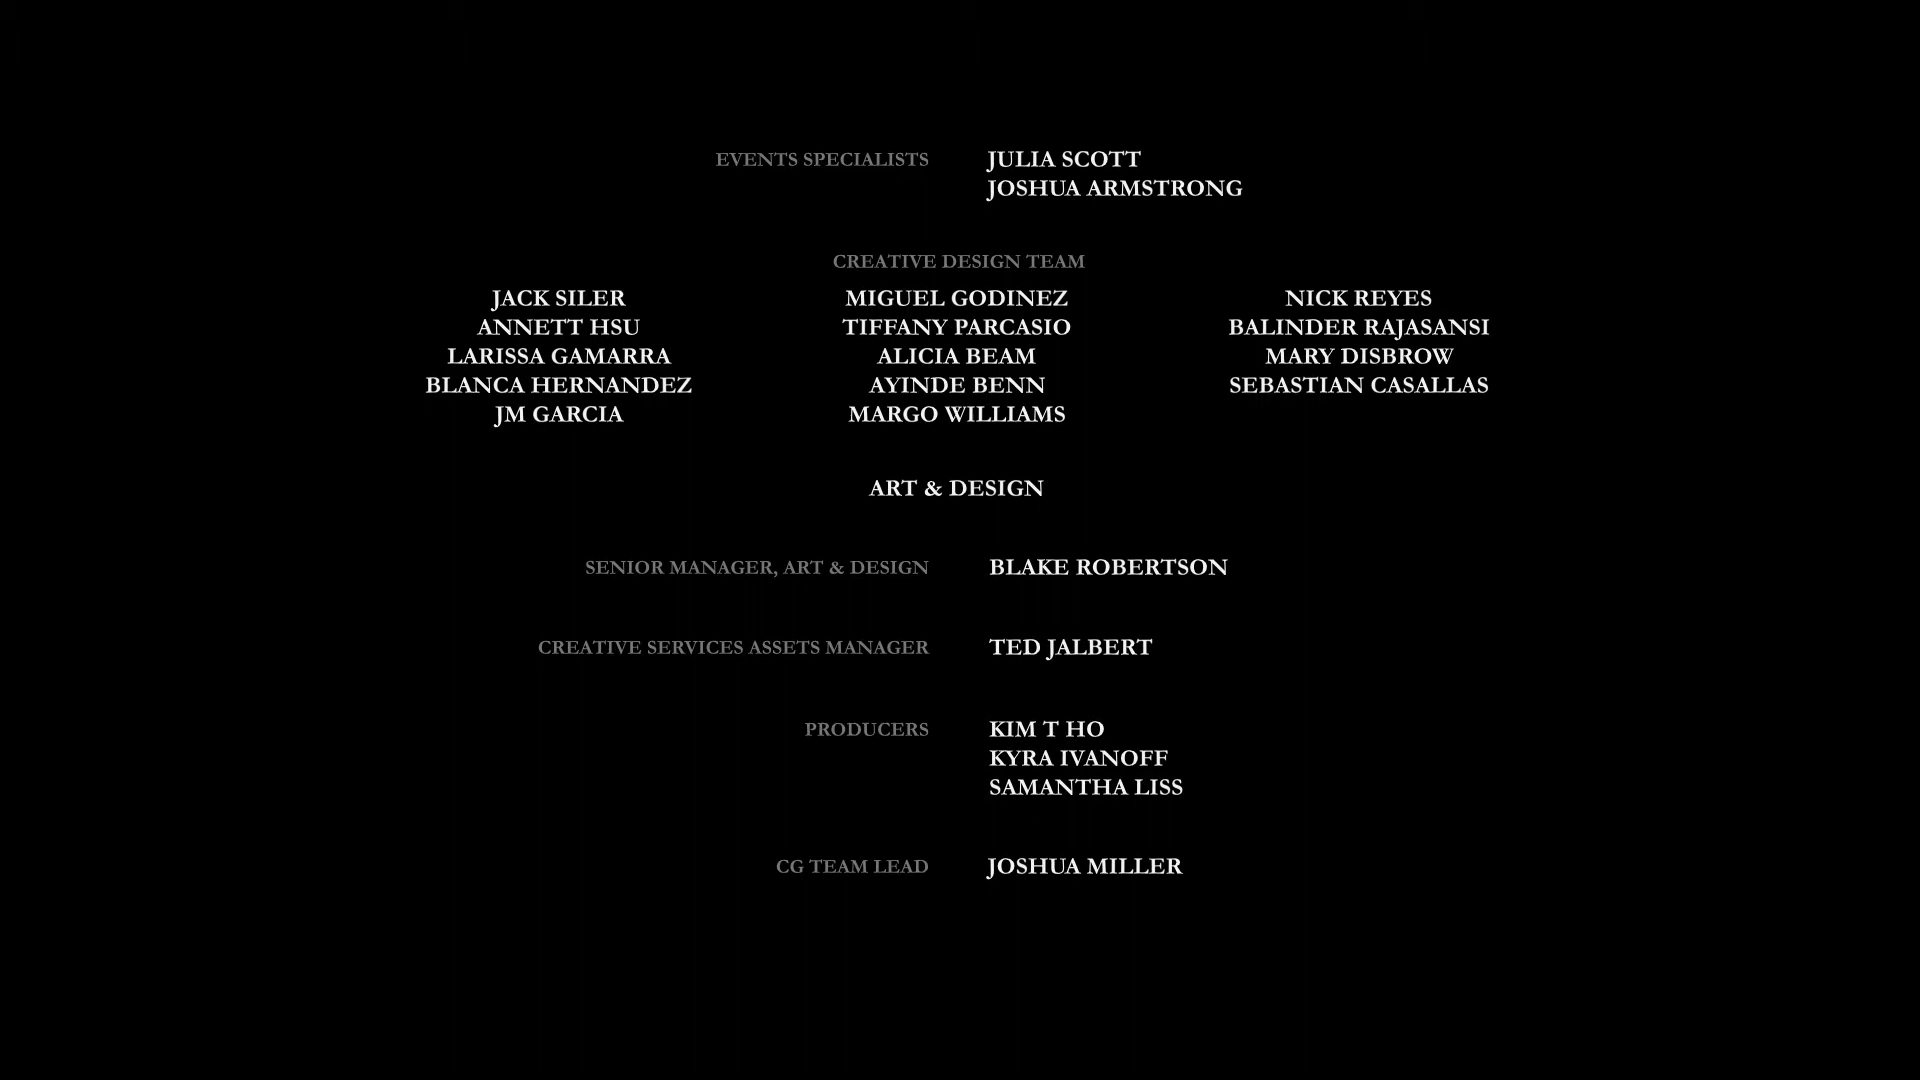 EVENTS SPECIALISTS JULIA SCOTT
JOSHUA ARMSTRONG
CREATIVE DESIGN TEAM
JACK SILER MIGUEL GODINEZ NICK REYES
ANNETT HSU TIFFANY PARCASIO BALINDER RAJASANSI
LARISSA GAMARRA ALICIA BEAM MARY DISBROW
BLANCA HERNANDEZ AYINDE BENN SEBASTIAN CASALLAS
JM GARCIA MARGO WILLIAMS
ART & DESIGN
SENIOR MANAGER, ART & DESIGN BLAKE ROBERTSON
CREATIVE SERVICES ASSETS MANAGER TED JALBERT
PRODUCERS KIM T HO
KYRA IVANOFF
SAMANTHA LISS
CG TEAM LEAD JOSHUA MILLER